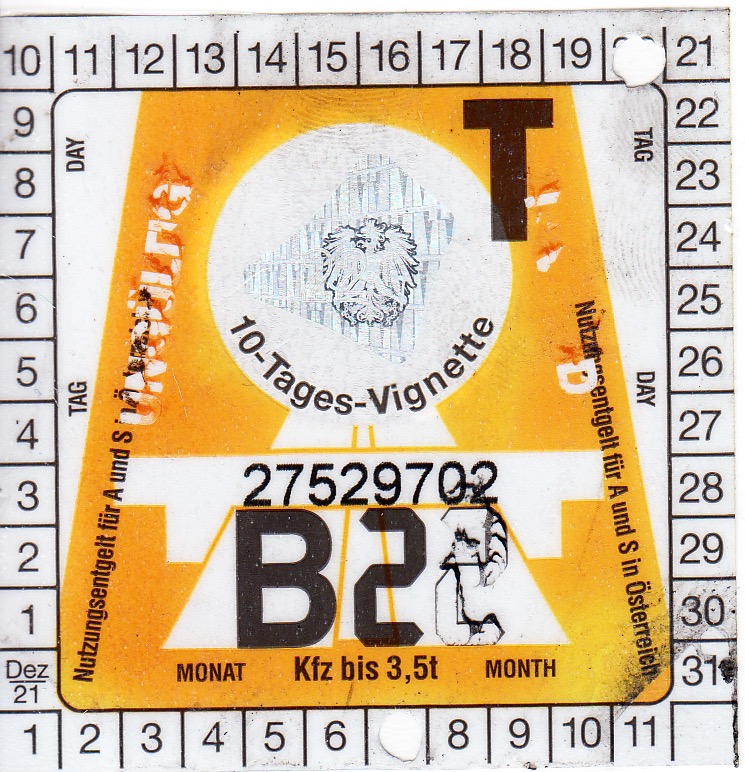 10 11 12 13 14 15 16 17 18 19 21
9 22
8 23
7 24
6 25
5 26
4 27
3 28
2 29
1 30
Dez 21 31
1 2 3 4 5 6 8 9 10 11
DAY
TAG
T
UNGÜLTIG
10-Tages-Vignette
TAG
DAY
Nutzungsentgelt für A und S in
Nutzungsentgelt für A und S in Österreich
27529702
B22
MONAT Kfz bis 3,5t MONTH